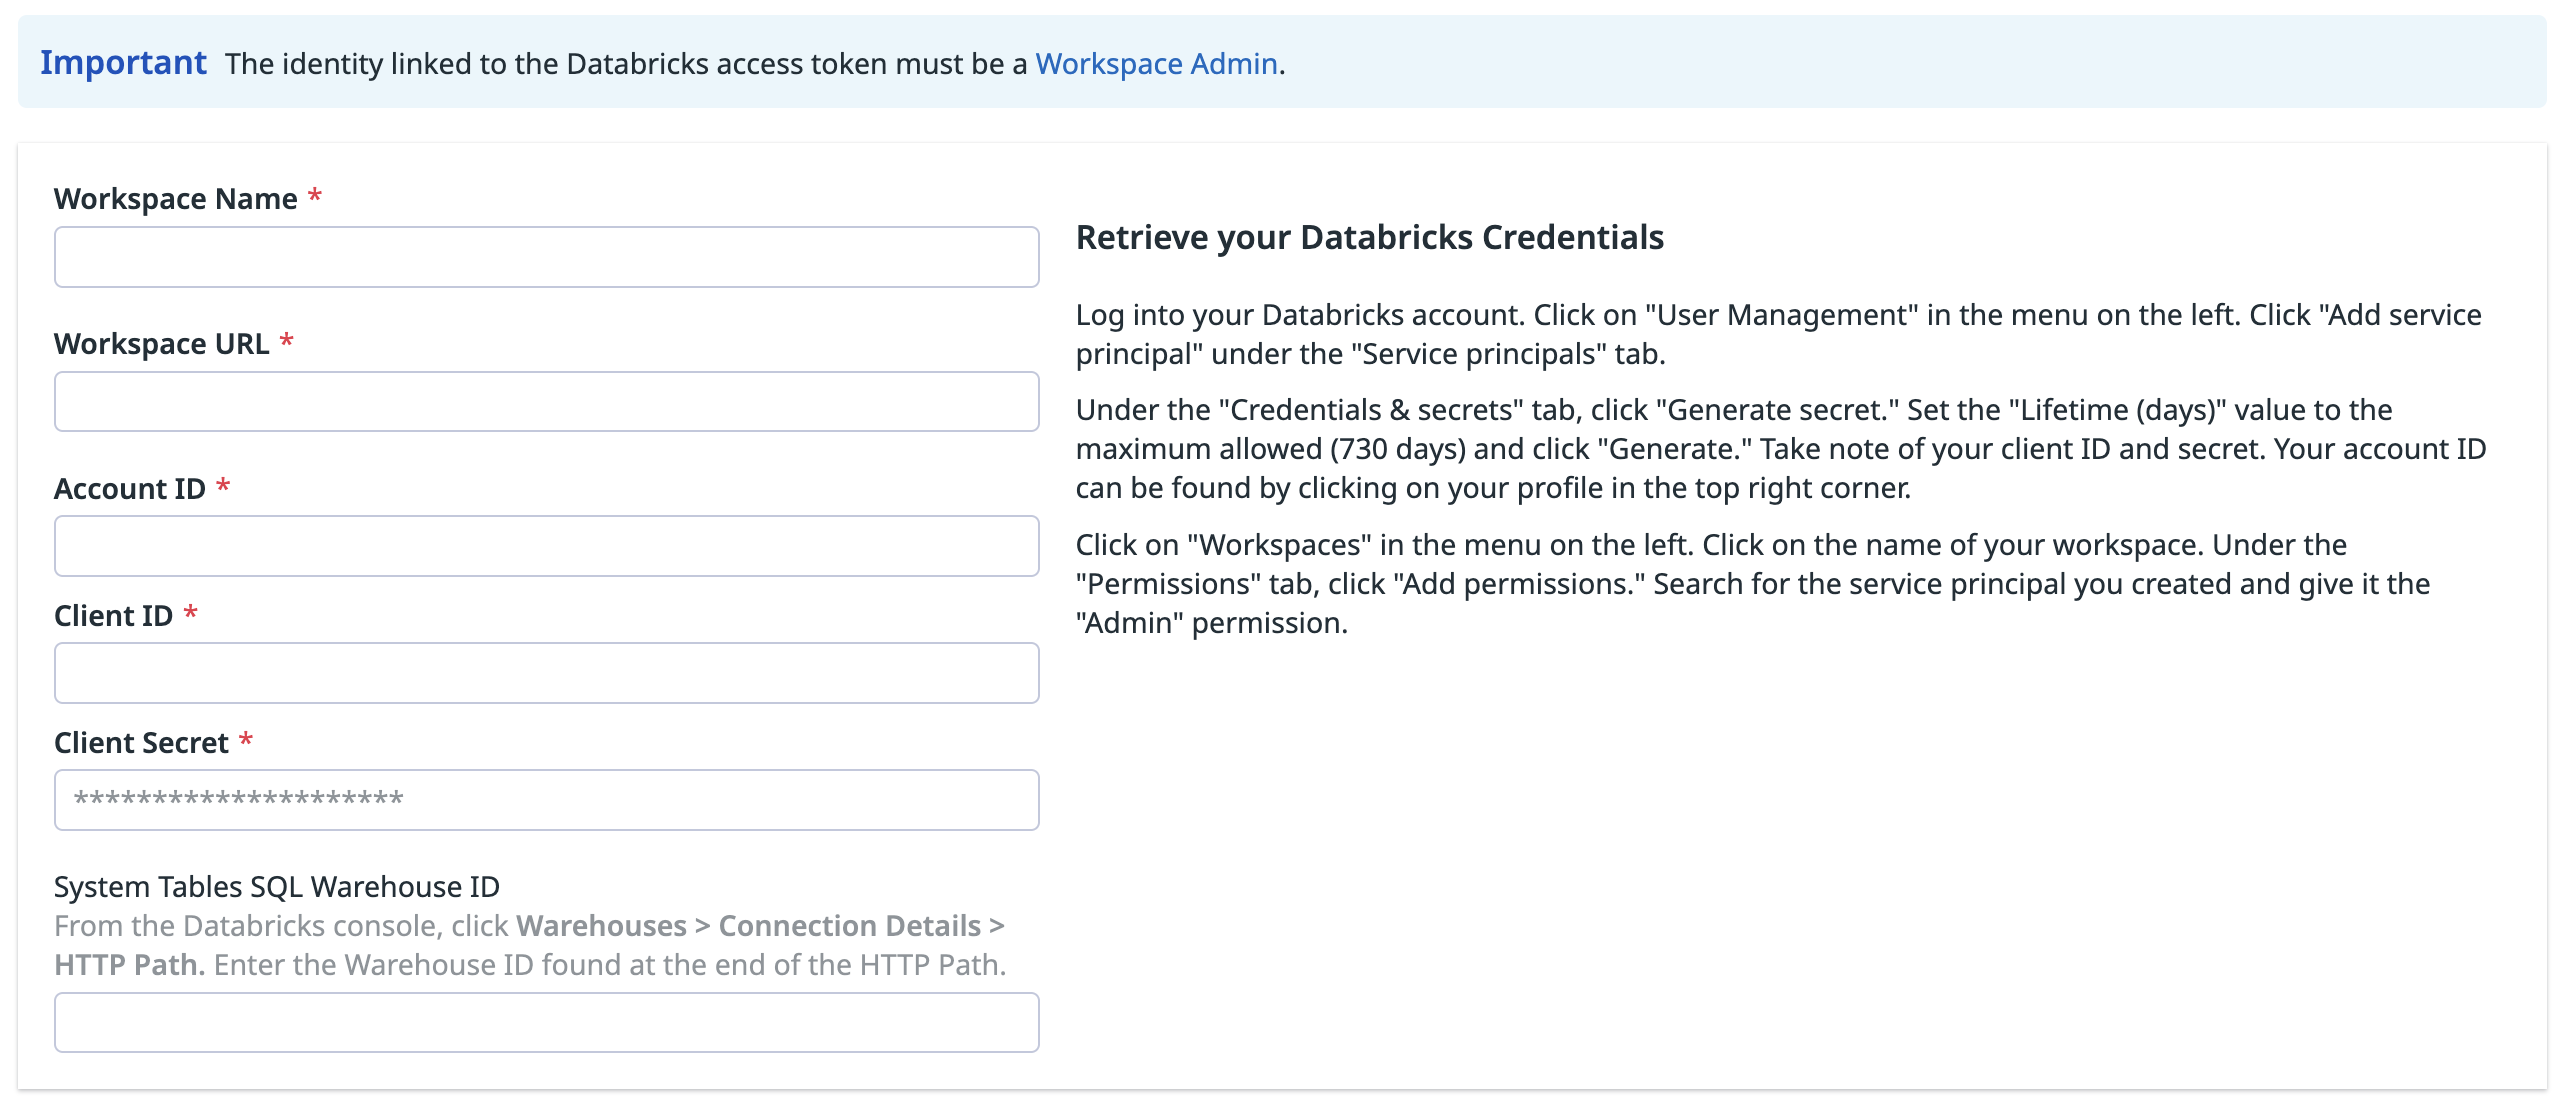 Important The identity linked to the Databricks access token must be a Workspace Admin.
Workspace Name *
Workspace URL *
Account ID *
Client ID *
Client Secret *
*********************
System Tables SQL Warehouse ID
From the Databricks console, click Warehouses > Connection Details >
HTTP Path. Enter the Warehouse ID found at the end of the HTTP Path.
Retrieve your Databricks Credentials
Log into your Databricks account. Click on "User Management" in the menu on the left. Click "Add service
principal" under the "Service principals" tab.
Under the "Credentials & secrets" tab, click "Generate secret." Set the "Lifetime (days)" value to the
maximum allowed (730 days) and click "Generate." Take note of your client ID and secret. Your account ID
can be found by clicking on your profile in the top right corner.
Click on "Workspaces" in the menu on the left. Click on the name of your workspace. Under the
"Permissions" tab, click "Add permissions." Search for the service principal you created and give it the
"Admin" permission.